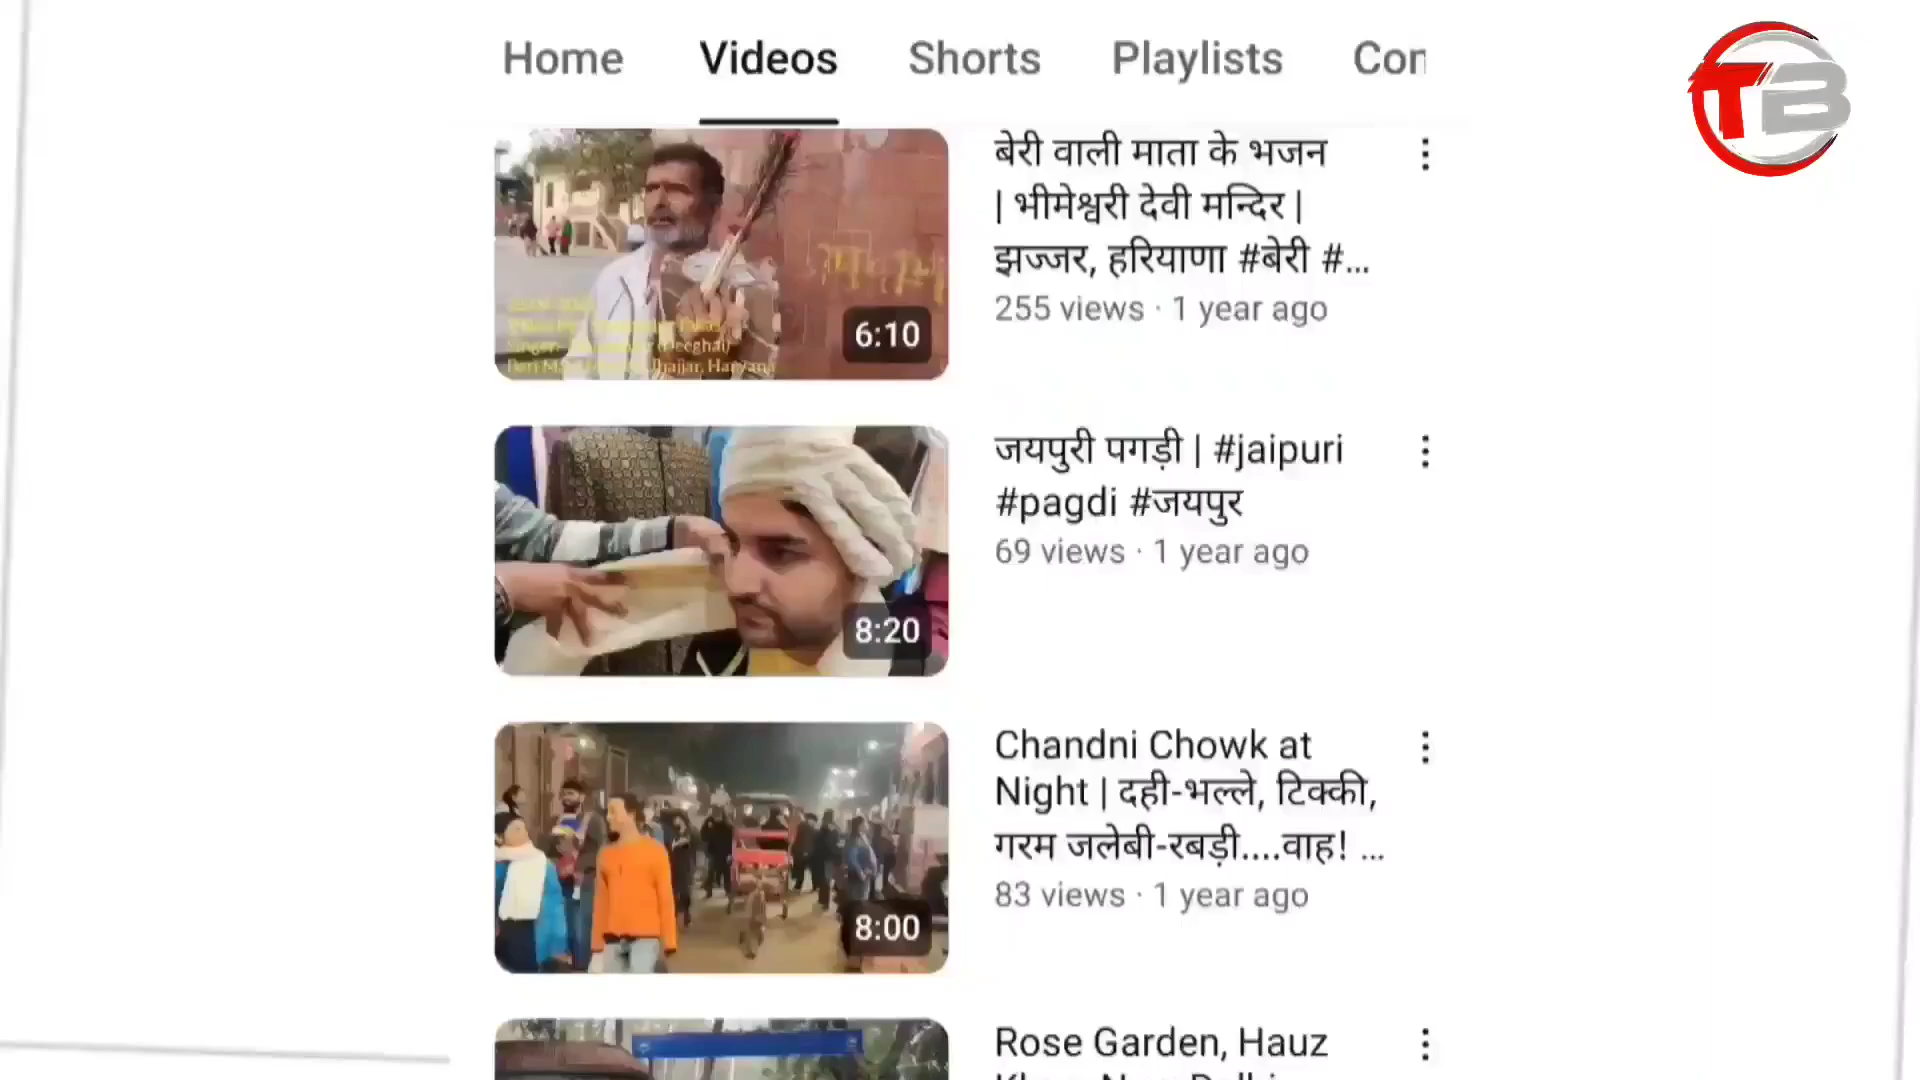 Home Videos Shorts Playlists
TB
बेरी वाली माता के भजन
| भीमेश्वरी देवी मन्दिर |
झज्जर, हरियाणा #बेरी #...
255 views · 1 year ago
6:10
जयपुरी पगड़ी | #jaipuri
#pagdi #जयपुर
69 views · 1 year ago
8:20
Chandni Chowk at
Night | दही-भल्ले, टिक्की,
गरम जलेबी-रबड़ी....वाह! ...
83 views · 1 year ago
8:00
Rose Garden, Hauz